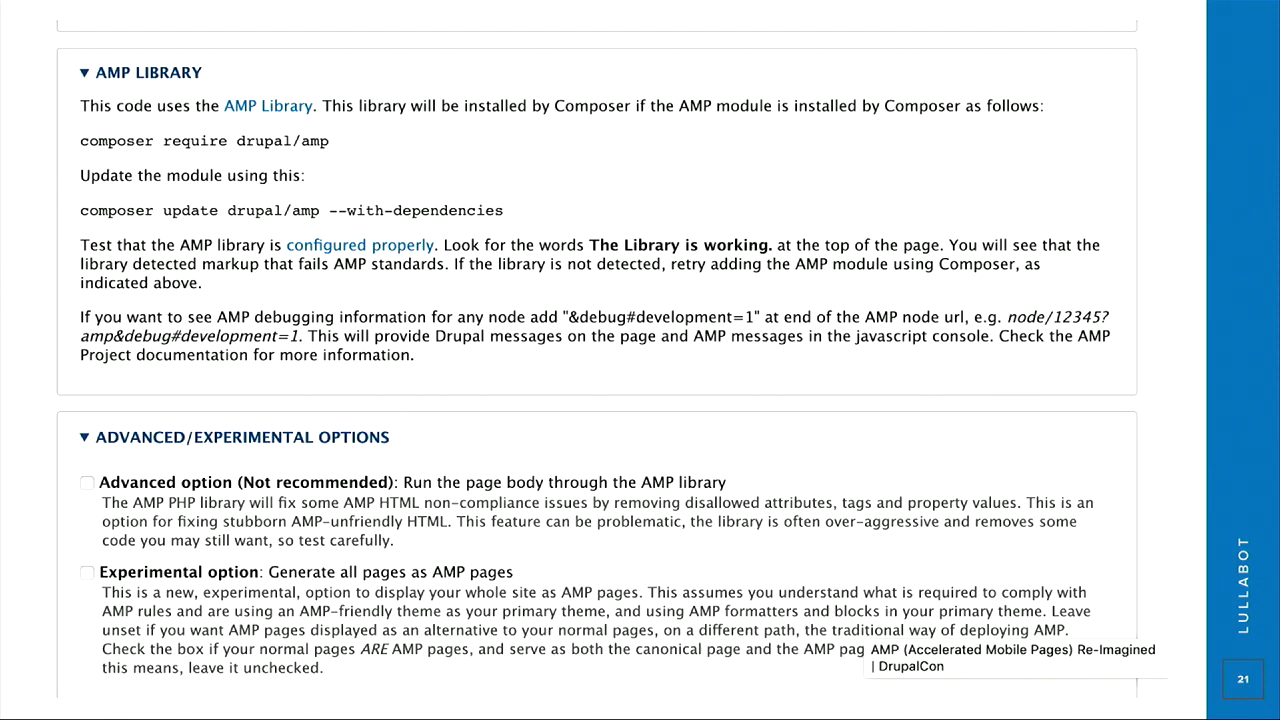 ▼ AMP LIBRARY
This code uses the AMP Library. This library will be installed by Composer if the AMP module is installed by Composer as follows:
composer require drupal/amp
Update the module using this:
composer update drupal/amp --with-dependencies
Test that the AMP library is configured properly. Look for the words The Library is working. at the top of the page. You will see that the
library detected markup that fails AMP standards. If the library is not detected, retry adding the AMP module using Composer, as
indicated above.
If you want to see AMP debugging information for any node add "&debug#development=1" at end of the AMP node url, e.g. node/12345?
amp&debug#development=1. This will provide Drupal messages on the page and AMP messages in the javascript console. Check the AMP
Project documentation for more information.
▼ ADVANCED/EXPERIMENTAL OPTIONS
Advanced option (Not recommended): Run the page body through the AMP library
The AMP PHP library will fix some AMP HTML non-compliance issues by removing disallowed attributes, tags and property values. This is an
option for fixing stubborn AMP-unfriendly HTML. This feature can be problematic, the library is often over-aggressive and removes some
code you may still want, so test carefully.
Experimental option: Generate all pages as AMP pages
This is a new, experimental, option to display your whole site as AMP pages. This assumes you understand what is required to comply with
AMP rules and are using an AMP-friendly theme as your primary theme, and using AMP formatters and blocks in your primary theme. Leave
unset if you want AMP pages displayed as an alternative to your normal pages, on a different path, the traditional way of deploying AMP.
Check the box if your normal pages ARE AMP pages, and serve as both the canonical page and the AMP pag
this means, leave it unchecked.
AMP (Accelerated Mobile Pages) Re-Imagined
| DrupalCon
LULLABOT
21